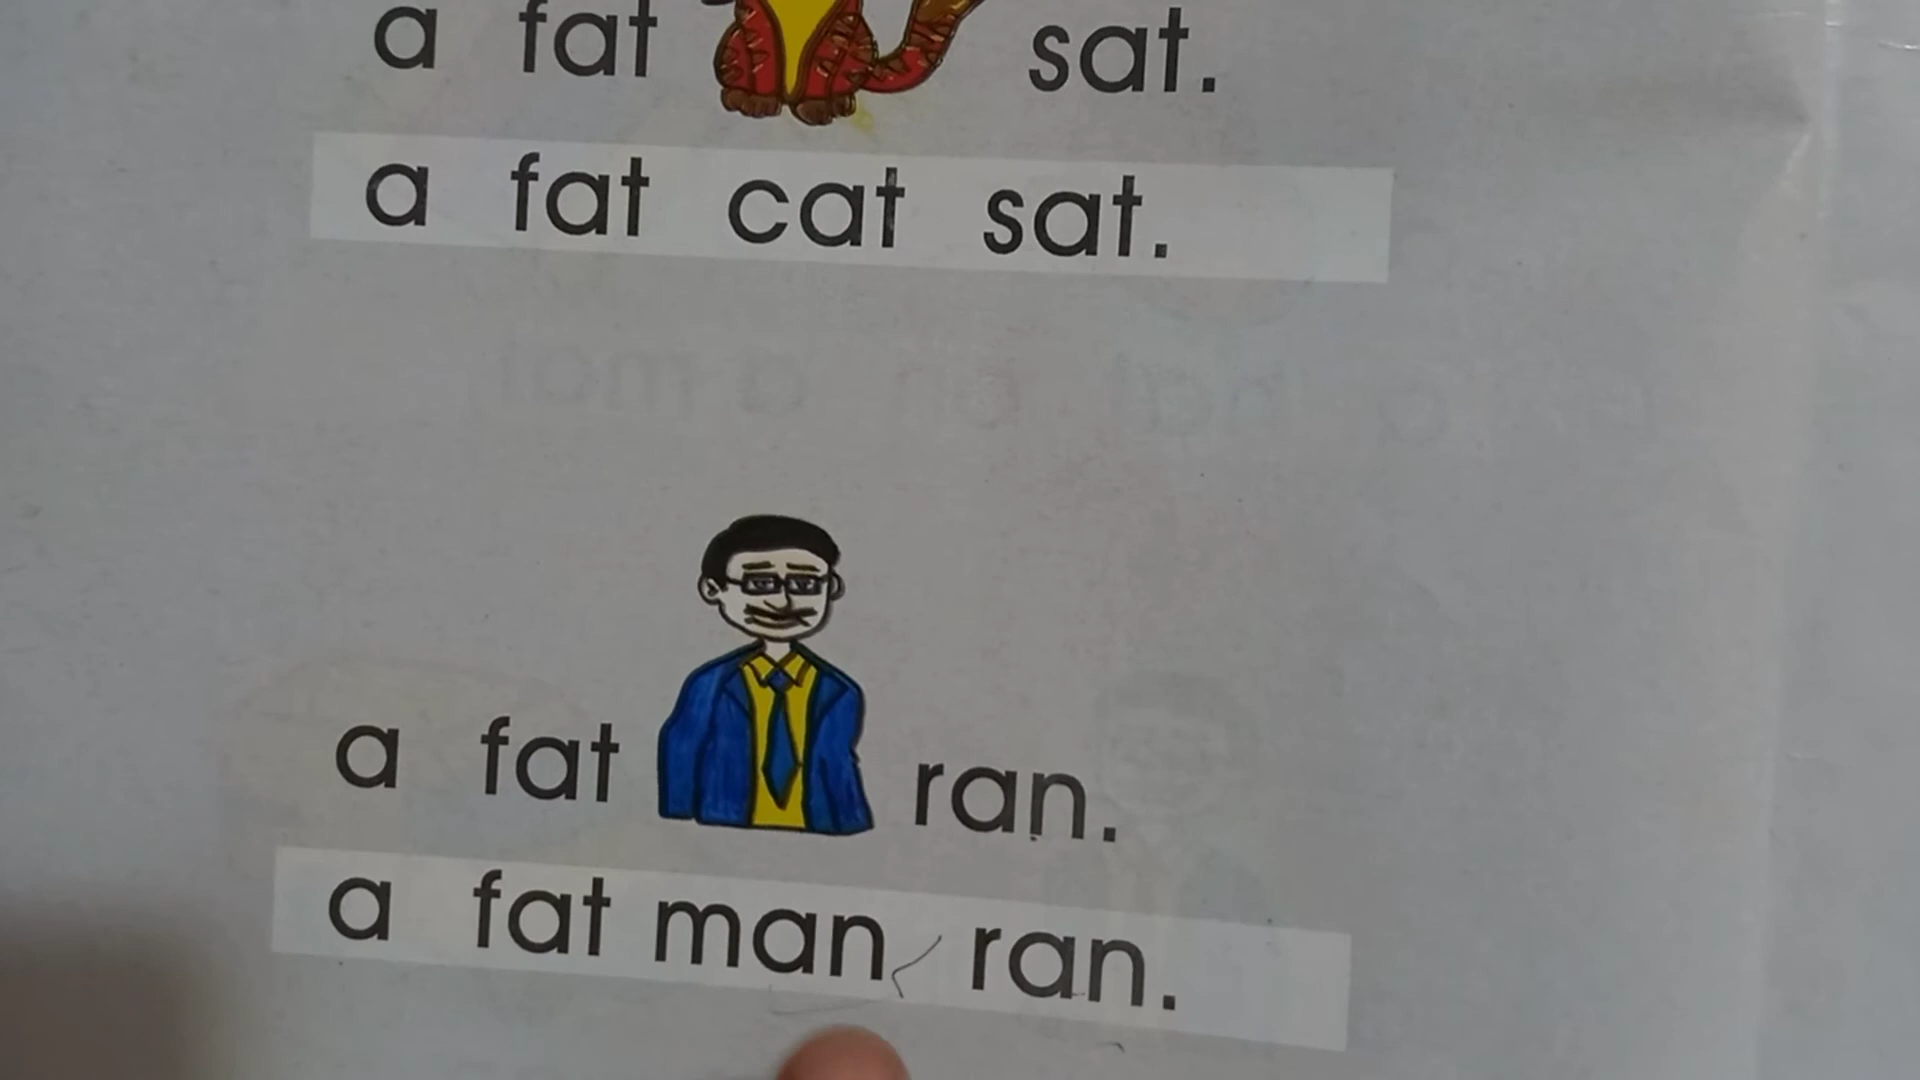 a fat sat.
a fat cat sat.
a fat ran.
a fat man ran.